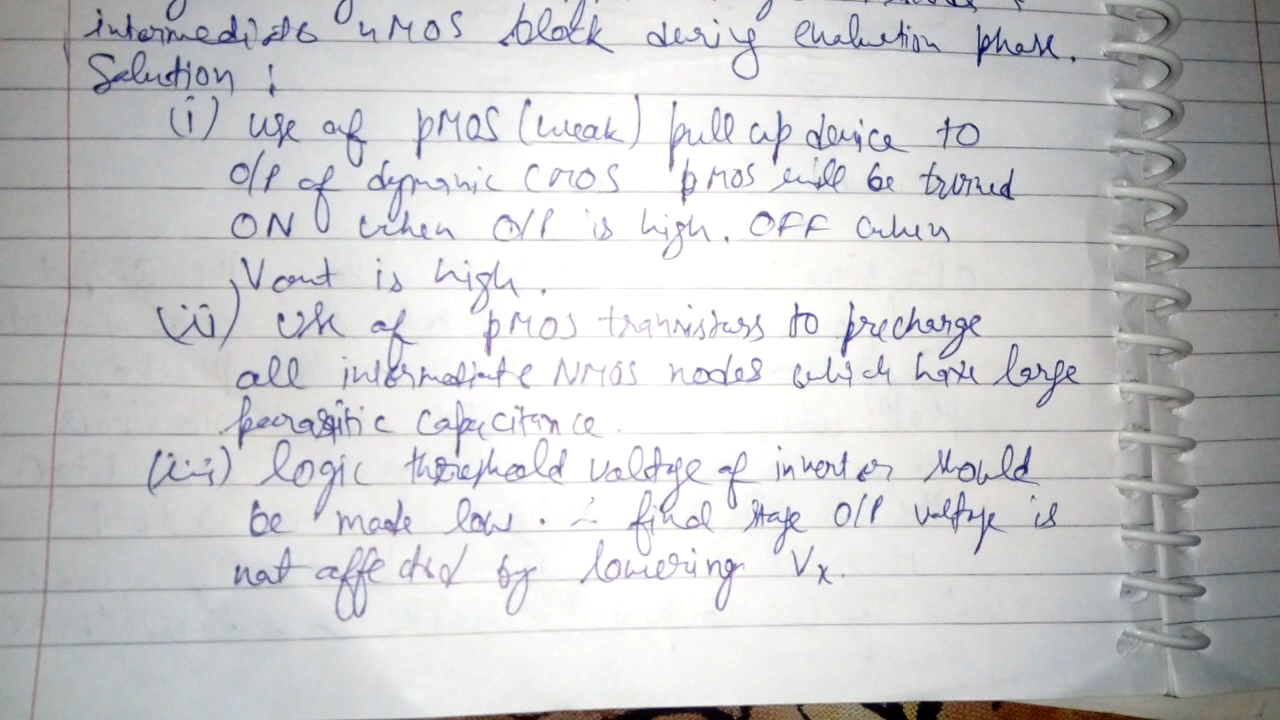 intermediate nMOS block during evaluation phase.
Solution :
(i) use of pMOS (weak) pull up device to
O/P of dynamic CMOS pMOS will be turned
ON when O/P is high. OFF when
Vout is high.
(ii) Use of pMOS transistors to precharge
all intermediate NMOS nodes which have large
parasitic capacitance.
(iii) logic threshold voltage of inverter should
be made low. ∴ final stage O/P voltage is
not affected by lowering Vx.